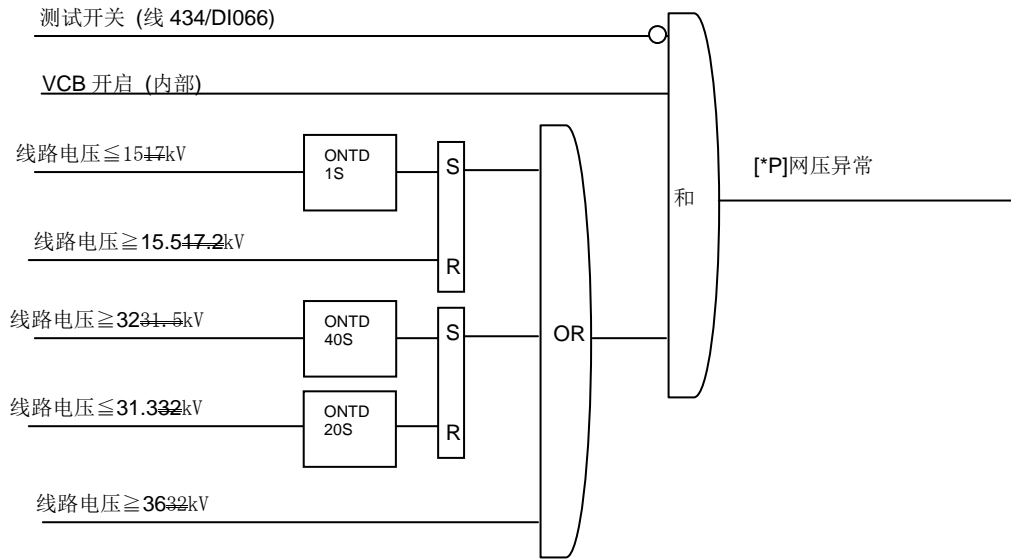 测试开关 (线 434/DI066)
VCB 开启 (内部)
线路电压≦1517kV
ONTD
1S
S
[*P]网压异常
和
线路电压≧15.517.2kV
R
线路电压≧3231.5kV
ONTD
40S
S
OR
线路电压≦31.332kV
ONTD
20S
R
线路电压≧3632kV